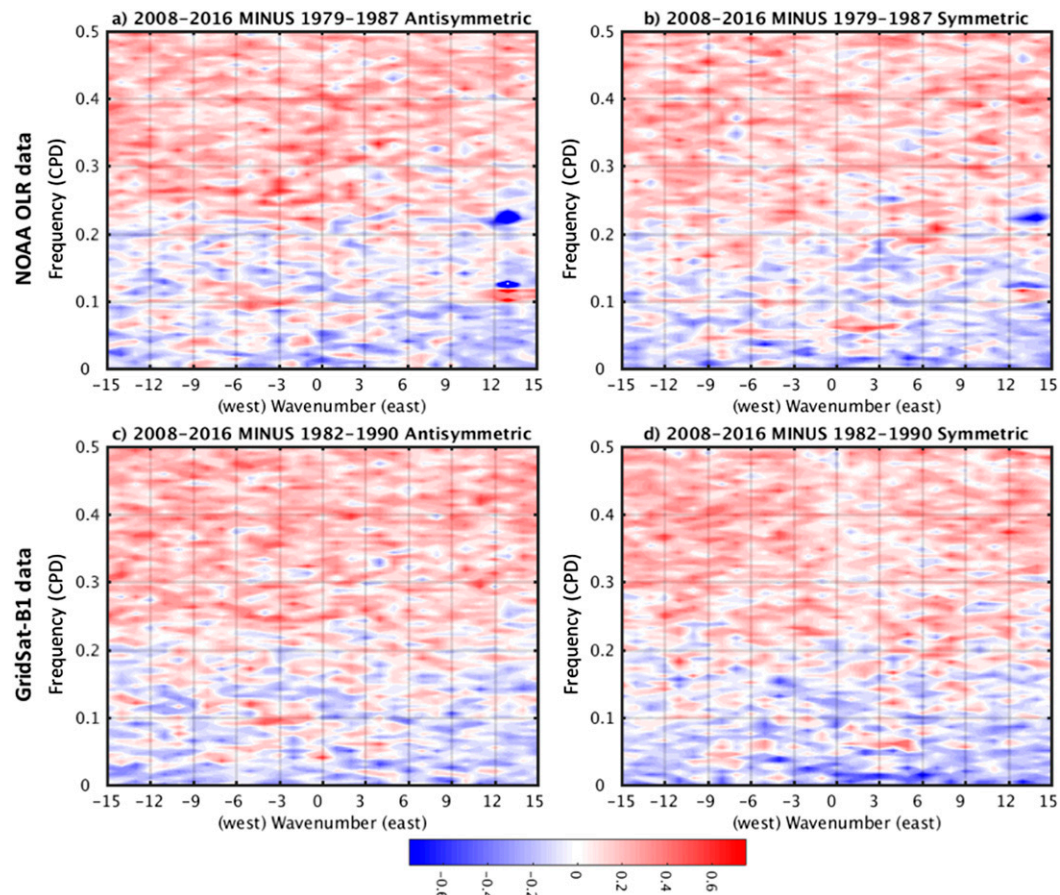 a) 2008–2016 MINUS 1979–1987 Antisymmetric
b) 2008–2016 MINUS 1979–1987 Symmetric
NOAA OLR data
Frequency (CPD)
0.5
0.4
0.3
0.2
0.1
0
−15 −12 −9 −6 −3 0 3 6 9 12 15
(west) Wavenumber (east)
Frequency (CPD)
0.5
0.4
0.3
0.2
0.1
0
−15 −12 −9 −6 −3 0 3 6 9 12 15
(west) Wavenumber (east)
c) 2008–2016 MINUS 1982–1990 Antisymmetric
d) 2008–2016 MINUS 1982–1990 Symmetric
GridSat-B1 data
Frequency (CPD)
0.5
0.4
0.3
0.2
0.1
0
−15 −12 −9 −6 −3 0 3 6 9 12 15
(west) Wavenumber (east)
Frequency (CPD)
0.5
0.4
0.3
0.2
0.1
0
−15 −12 −9 −6 −3 0 3 6 9 12 15
(west) Wavenumber (east)
−0.6 −0.4 −0.2 0 0.2 0.4 0.6